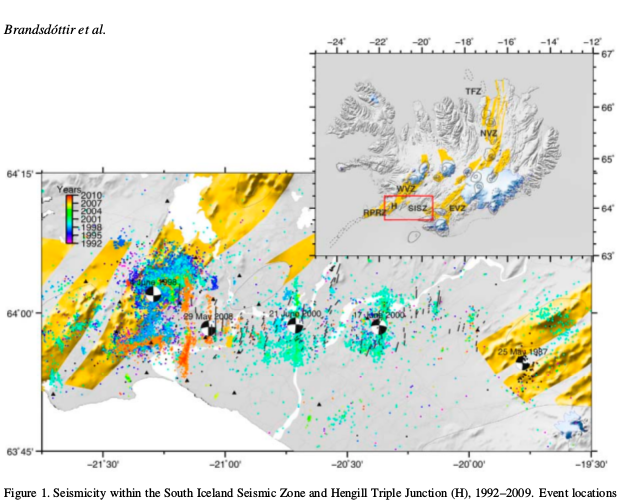 Brandsdóttir et al.
−24° −22° −20° −18° −16° −14° −12°
67°
TFZ
66°
NVZ
65°
WVZ
64°
H SISZ EVZ
RPRZ
63°
64°15'
Years
2010
2007
2004
2001
1998
1995
1992
June 1998
64°00'
29 May 2008 21 June 2000 17 June 2000
25 May 1987
63°45'
−21°30' −21°00' −20°30' −20°00' −19°30'
Figure 1. Seismicity within the South Iceland Seismic Zone and Hengill Triple Junction (H), 1992–2009. Event locations